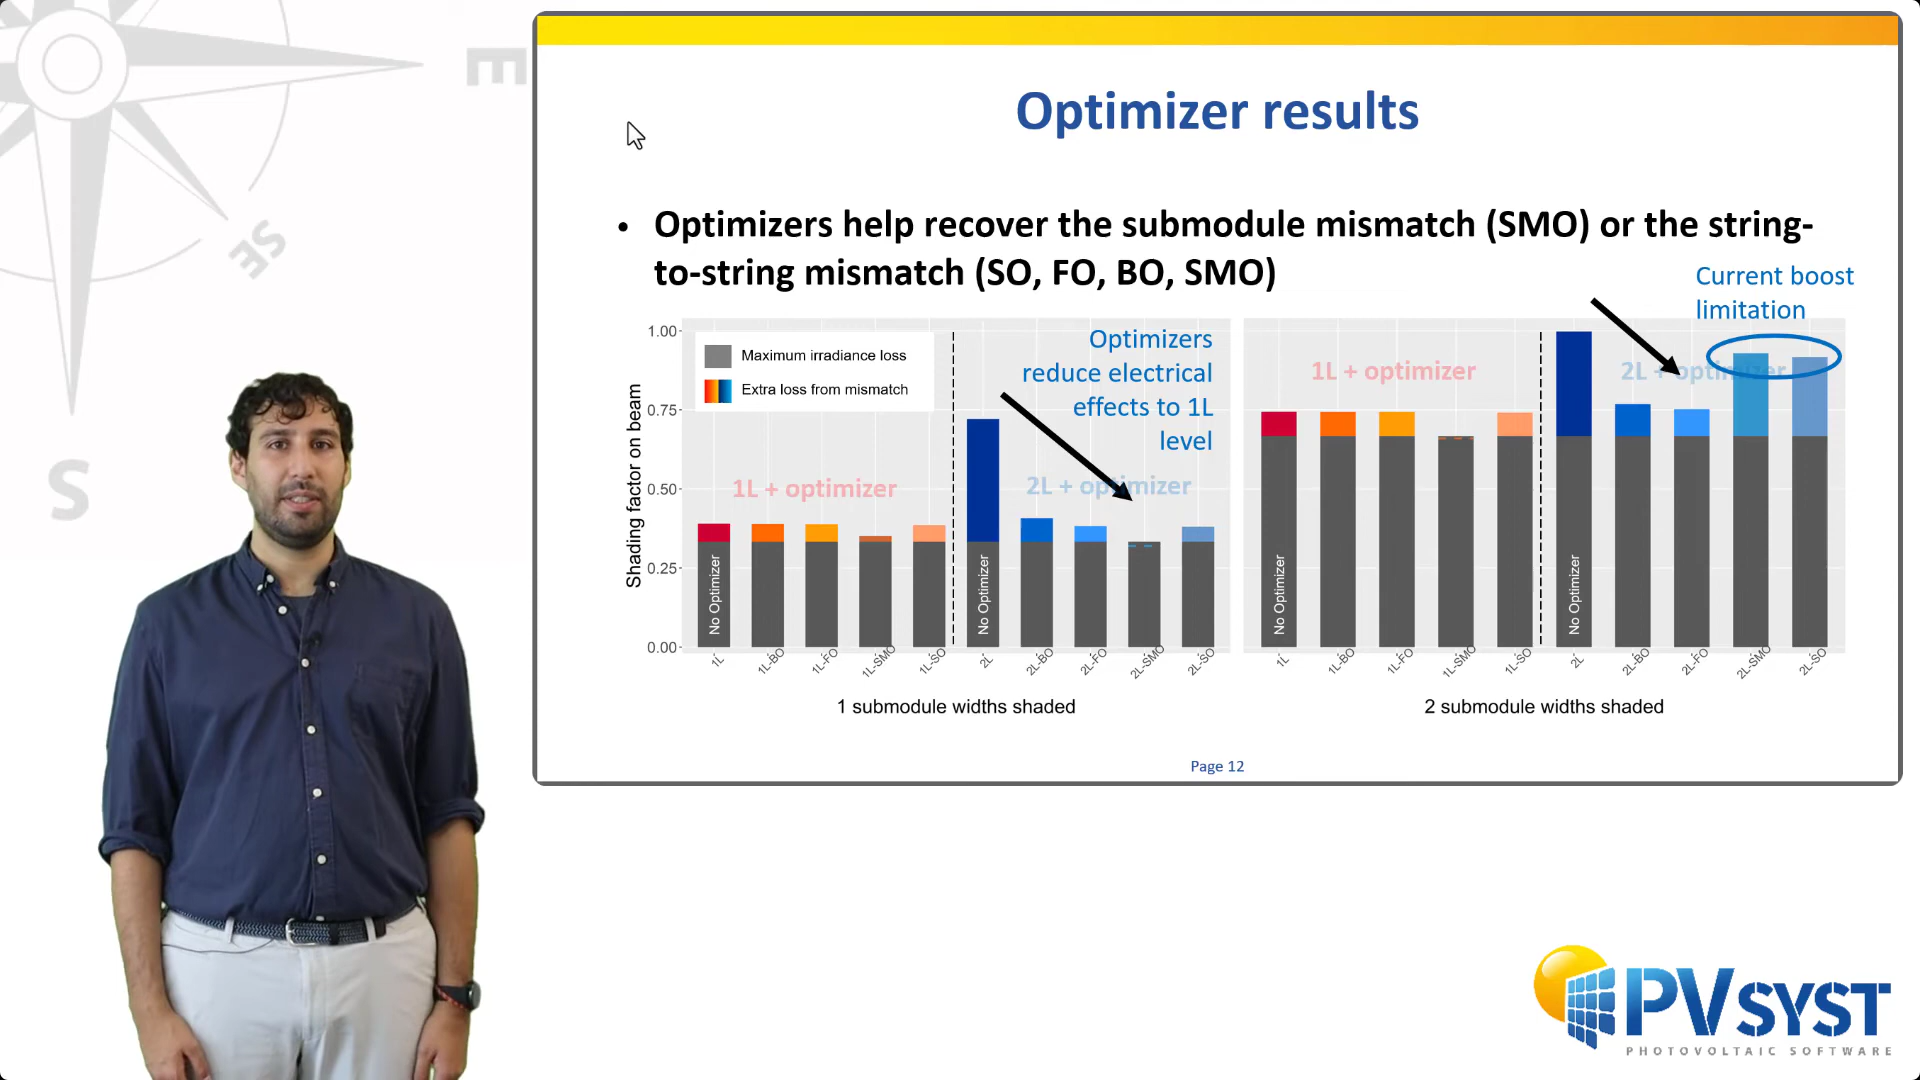 E
SE
S
Optimizer results
• Optimizers help recover the submodule mismatch (SMO) or the string-
to-string mismatch (SO, FO, BO, SMO)
Current boost
limitation
Optimizers
reduce electrical
effects to 1L
level
Maximum irradiance loss
Extra loss from mismatch
Shading factor on beam
1.00
0.75
0.50
0.25
0.00
1L + optimizer
2L + optimizer
1L + optimizer
2L + optimizer
No Optimizer
No Optimizer
No Optimizer
No Optimizer
1L 1L-BO 1L-FO 1L-SMO 1L-SO 2L 2L-BO 2L-FO 2L-SMO 2L-SO
1L 1L-BO 1L-FO 1L-SMO 1L-SO 2L 2L-BO 2L-FO 2L-SMO 2L-SO
1 submodule widths shaded
2 submodule widths shaded
Page 12
PVSYST
PHOTOVOLTAIC SOFTWARE